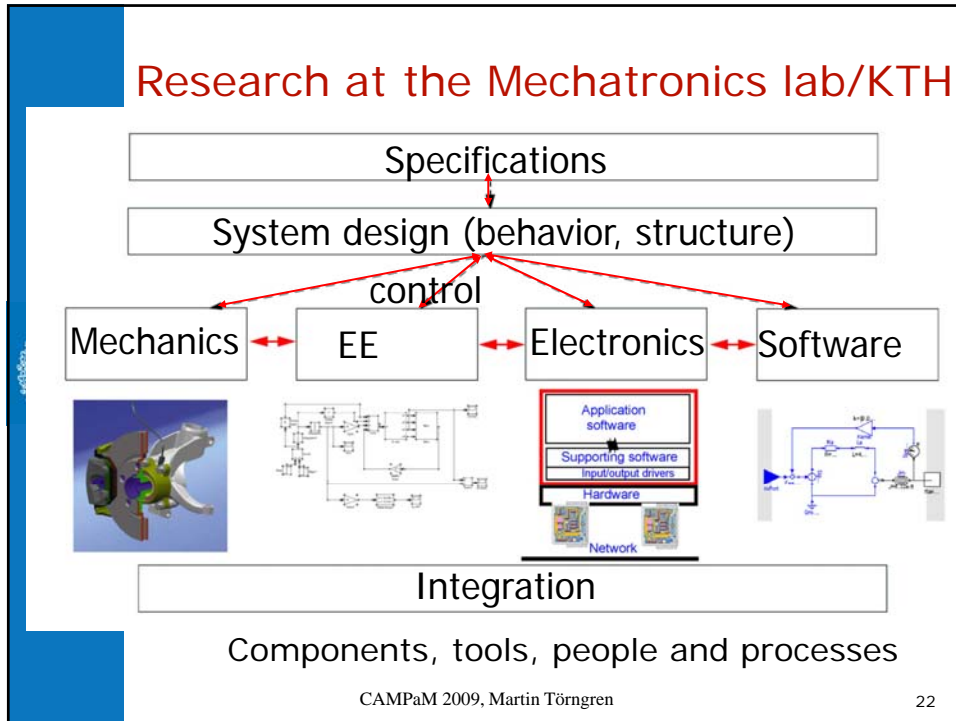 Research at the Mechatronics lab/KTH
Specifications
System design (behavior, structure)
control
Mechanics
EE
Electronics
Software
Application
software
Supporting software
Input/output drivers
Hardware
Network
Integration
Components, tools, people and processes
CAMPaM 2009, Martin Törngren
22